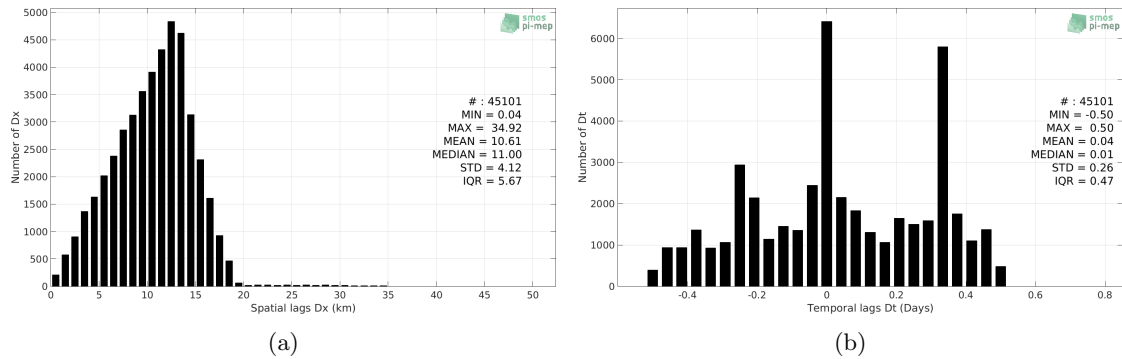 5000
4500
4000
3500
3000
2500
2000
1500
1000
500
0
Number of Dx
0 5 10 15 20 25 30 35 40 45 50
Spatial lags Dx (km)
smos
pi-mep
# : 45101
MIN = 0.04
MAX = 34.92
MEAN = 10.61
MEDIAN = 11.00
STD = 4.12
IQR = 5.67
(a)
6000
5000
4000
3000
2000
1000
0
Number of Dt
-0.4 -0.2 0 0.2 0.4 0.6 0.8
Temporal lags Dt (Days)
smos
pi-mep
# : 45101
MIN = -0.50
MAX = 0.50
MEAN = 0.04
MEDIAN = 0.01
STD = 0.26
IQR = 0.47
(b)